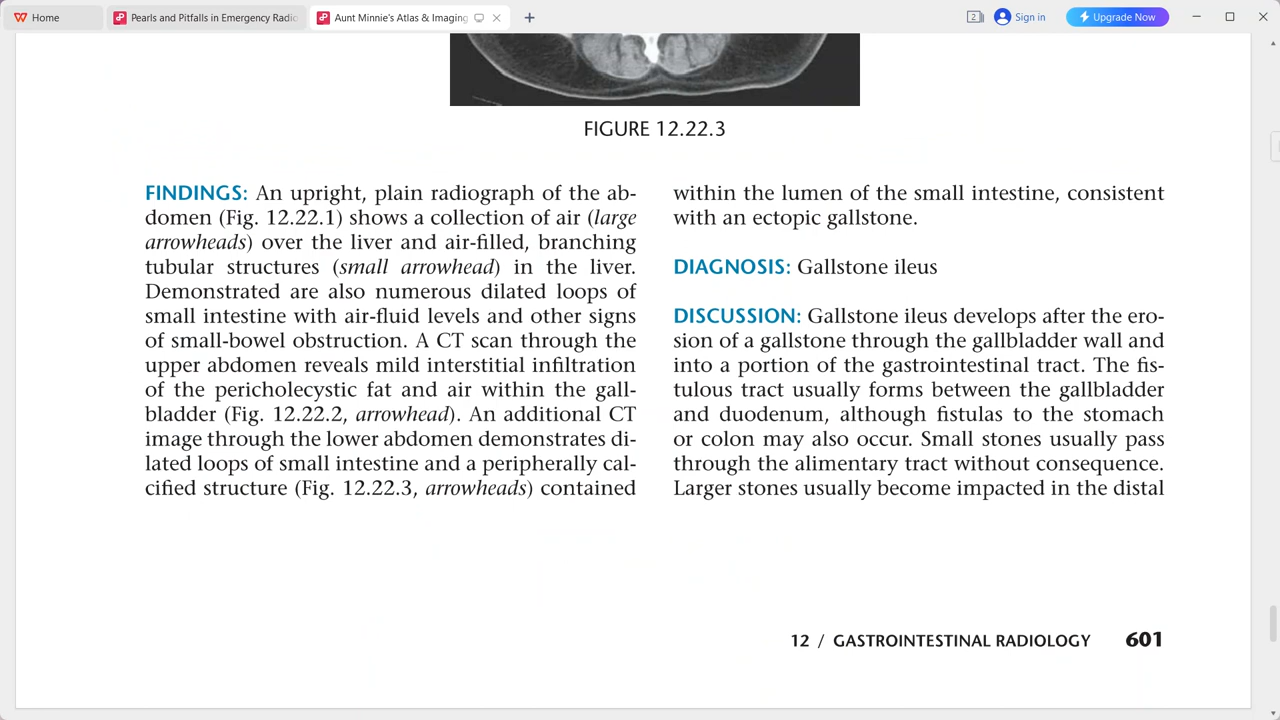 Home
Pearls and Pitfalls in Emergency Radio
Aunt Minnie's Atlas & Imaging
2
Sign in
Upgrade Now
FIGURE 12.22.3
FINDINGS: An upright, plain radiograph of the ab-
domen (Fig. 12.22.1) shows a collection of air (large
arrowheads) over the liver and air-filled, branching
tubular structures (small arrowhead) in the liver.
Demonstrated are also numerous dilated loops of
small intestine with air-fluid levels and other signs
of small-bowel obstruction. A CT scan through the
upper abdomen reveals mild interstitial infiltration
of the pericholecystic fat and air within the gall-
bladder (Fig. 12.22.2, arrowhead). An additional CT
image through the lower abdomen demonstrates di-
lated loops of small intestine and a peripherally cal-
cified structure (Fig. 12.22.3, arrowheads) contained
within the lumen of the small intestine, consistent
with an ectopic gallstone.
DIAGNOSIS: Gallstone ileus
DISCUSSION: Gallstone ileus develops after the ero-
sion of a gallstone through the gallbladder wall and
into a portion of the gastrointestinal tract. The fis-
tulous tract usually forms between the gallbladder
and duodenum, although fistulas to the stomach
or colon may also occur. Small stones usually pass
through the alimentary tract without consequence.
Larger stones usually become impacted in the distal
12 / GASTROINTESTINAL RADIOLOGY 601